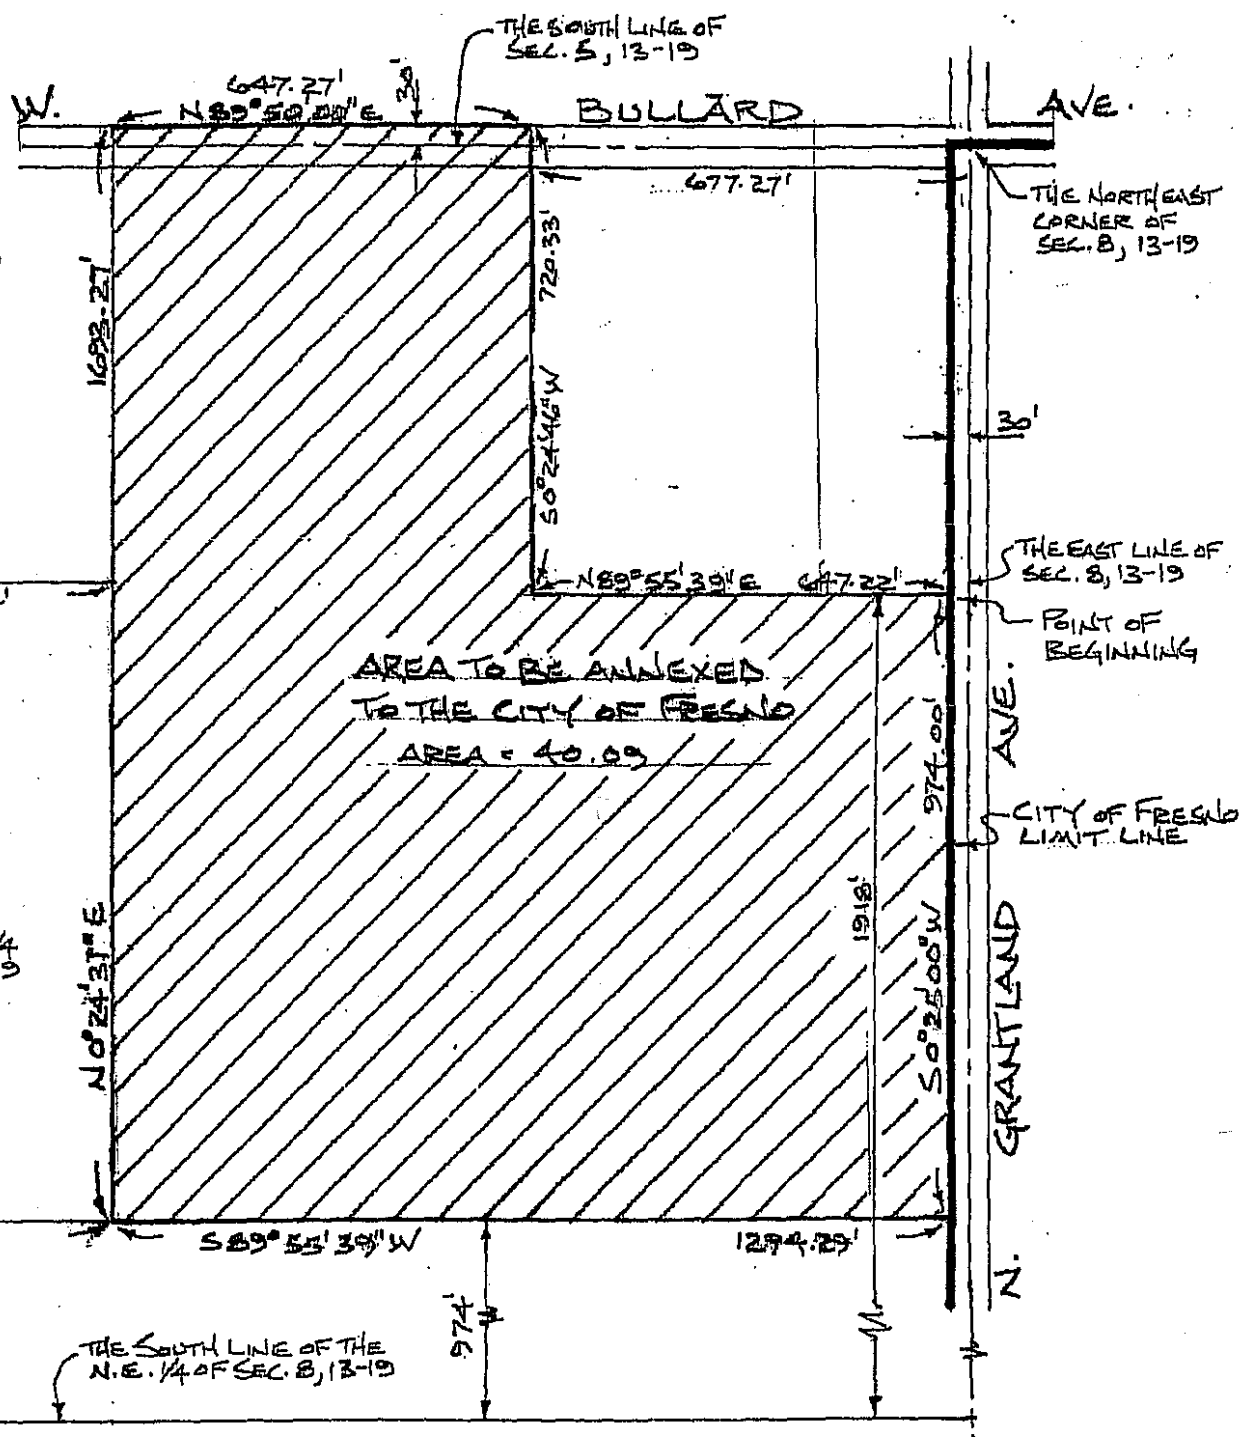 THE SOUTH LINE OF
SEC. 5, 13-19
647.27'
30'
W.
N 89°50'00" E
BULLARD
AVE.
677.27'
THE NORTHEAST
CORNER OF
SEC. 8, 13-19
1693.27'
720.33'
S0°24'46"W
30'
THE EAST LINE OF
SEC. 8, 13-19
N89°55'39"E 647.22'
POINT OF
BEGINNING
AREA TO BE ANNEXED
TO THE CITY OF FRESNO
AREA = 40.09
974.00'
AVE.
CITY OF FRESNO
LIMIT LINE
1918'
N0°24'31"E
S0°25'00"W
GRANTLAND
N.
S89°55'39"W
1294.29'
974'
THE SOUTH LINE OF THE
N.E. 1/4 OF SEC. 8, 13-19